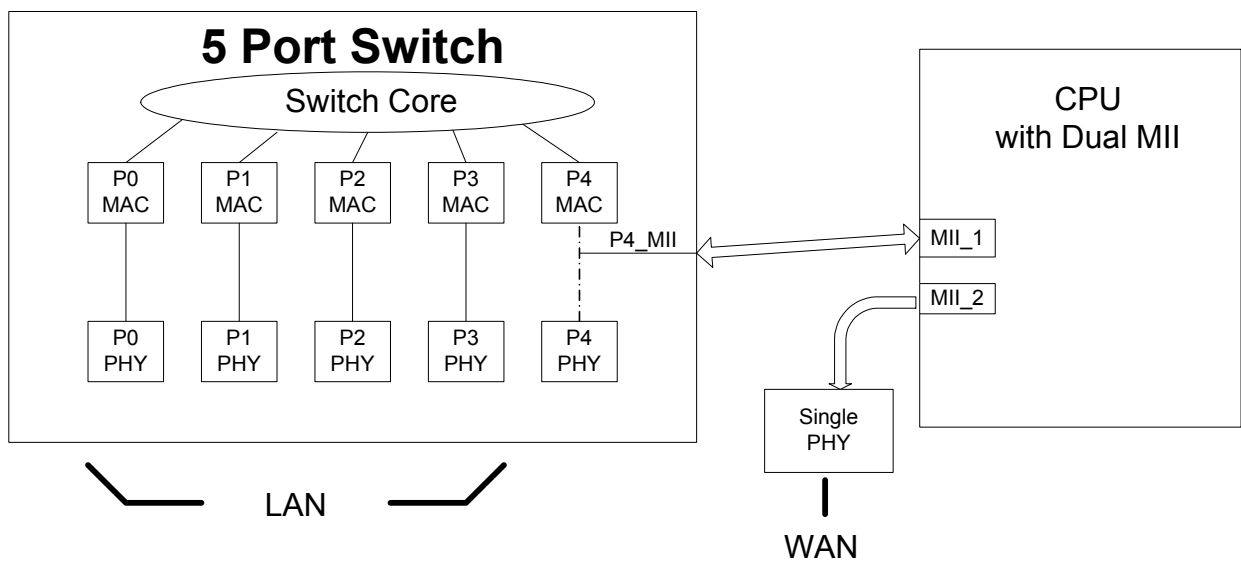 5 Port Switch
Switch Core
CPU
with Dual MII
P0
MAC
P1
MAC
P2
MAC
P3
MAC
P4
MAC
P4_MII
MII_1
MII_2
P0
PHY
P1
PHY
P2
PHY
P3
PHY
P4
PHY
Single
PHY
LAN
WAN